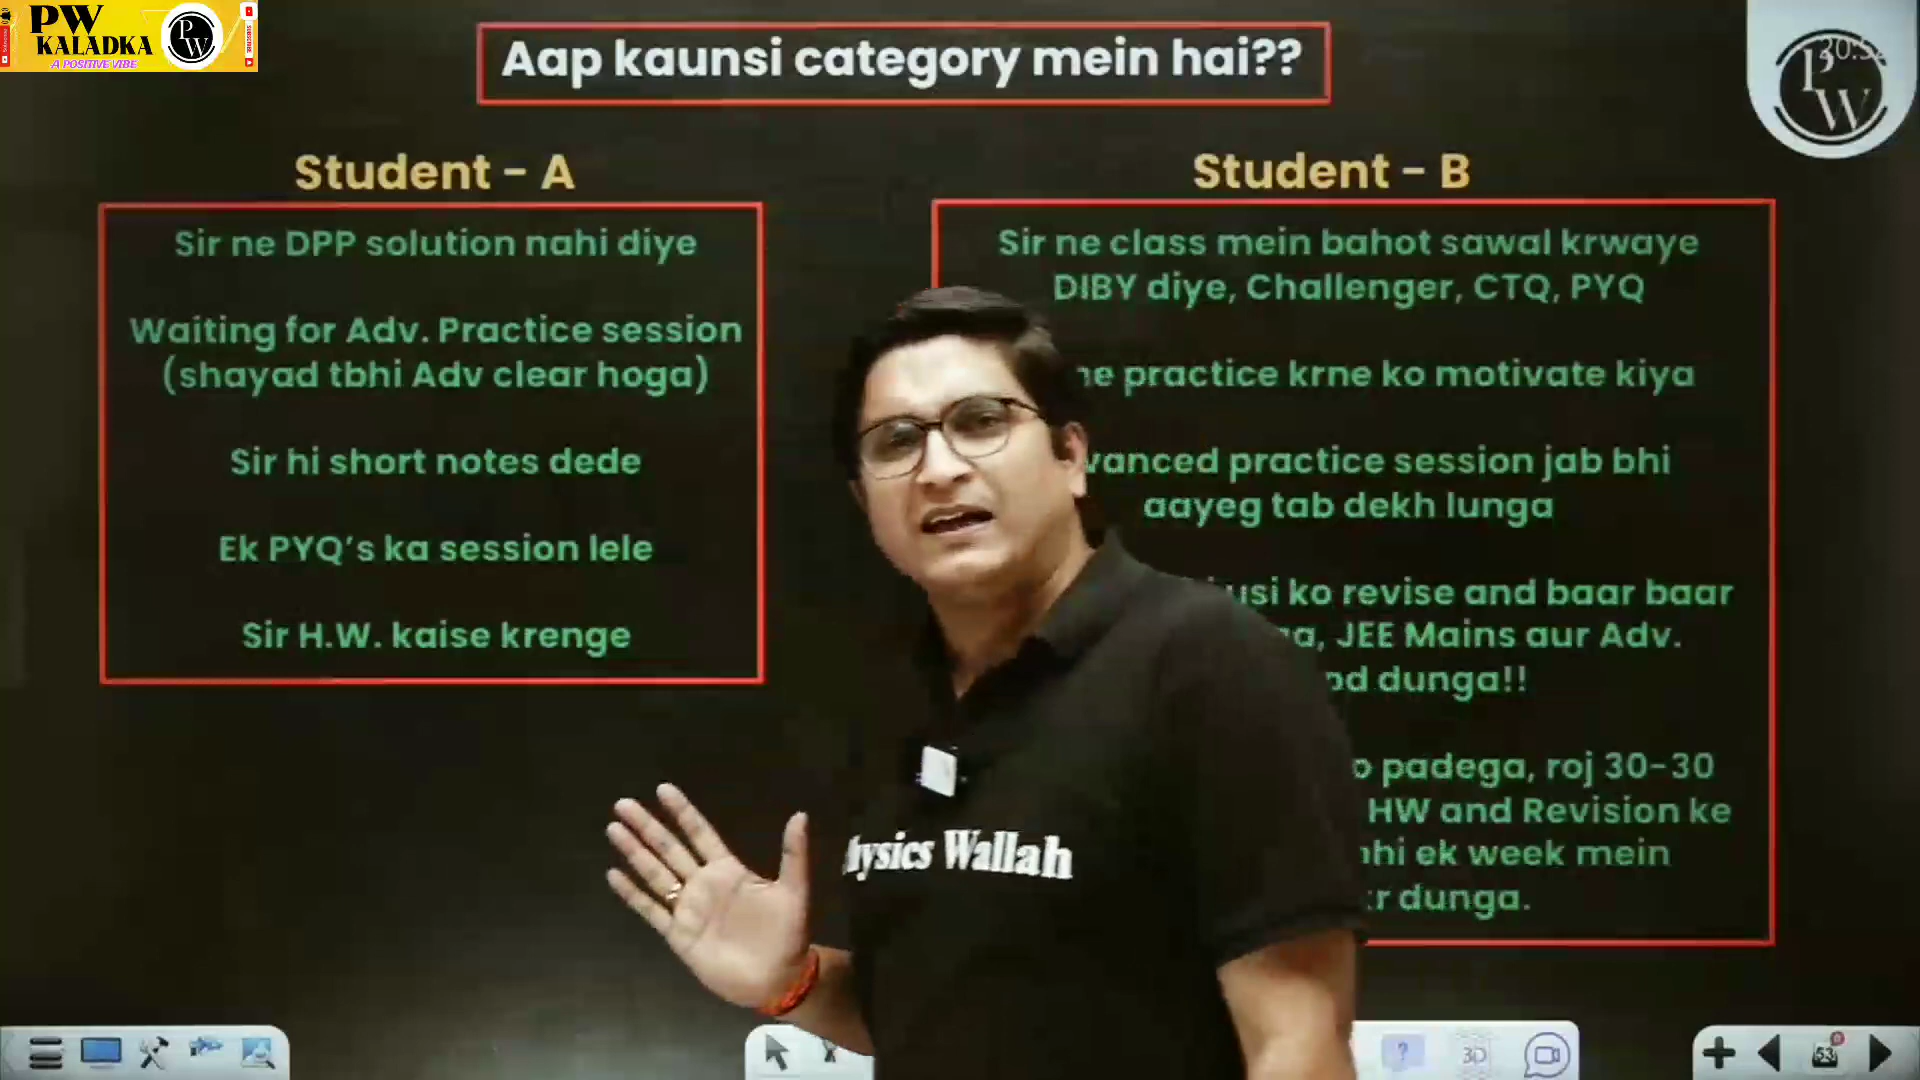 PW
KALADKA
A POSITIVE VIBE
PW
Aap kaunsi category mein hai??
PW
Student - A
Sir ne DPP solution nahi diye
Waiting for Adv. Practice session
(shayad tbhi Adv clear hoga)
Sir hi short notes dede
Ek PYQ's ka session lele
Sir H.W. kaise krenge
Student - B
Sir ne class mein bahot sawal krwaye
DIBY diye, Challenger, CTQ, PYQ
practice krne ko motivate kiya
practice session jab bhi
aayeg tab dekh lunga
ko revise and baar baar
JEE Mains aur Adv.
dunga!!
padega, roj 30-30
HW and Revision ke
ek week mein
dunga.
Wallah
3D
53